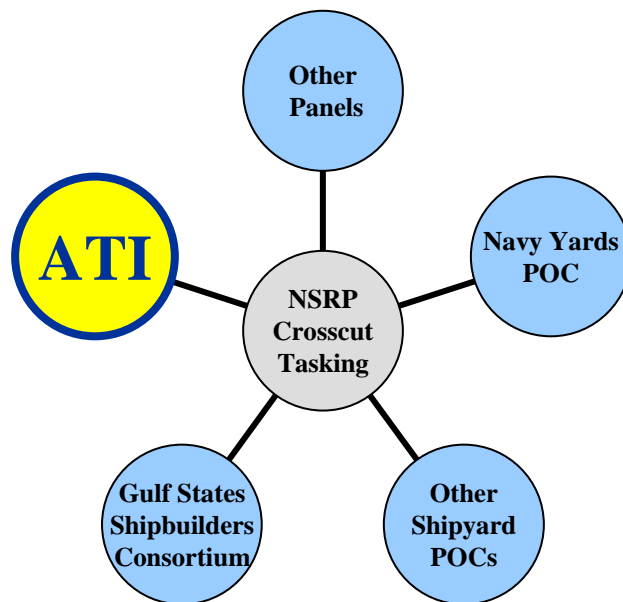 Other
Panels
ATI
Navy Yards
POC
NSRP
Crosscut
Tasking
Gulf States
Shipbuilders
Consortium
Other
Shipyard
POCs